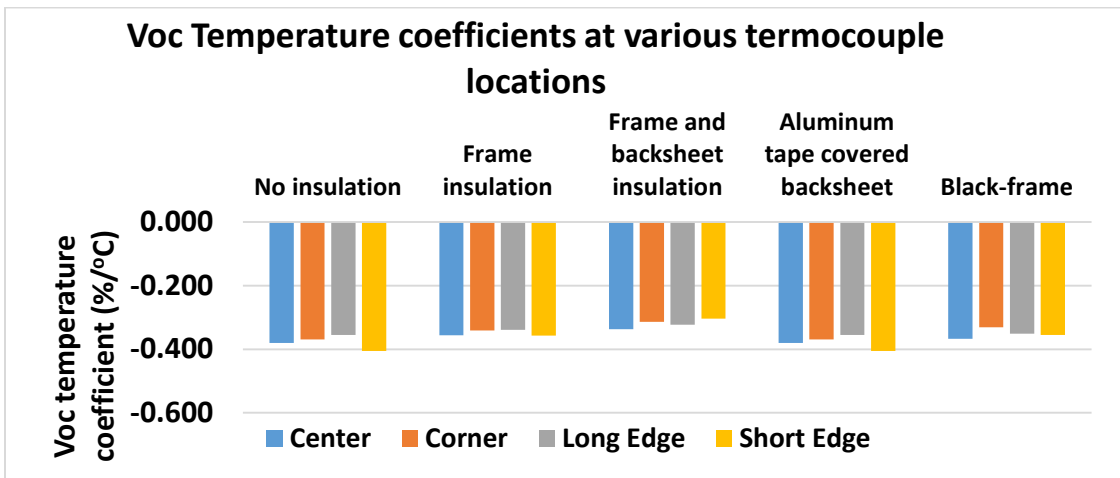 Voc Temperature coefficients at various termocouple
locations
No insulation
Frame
insulation
Frame and
backsheet
insulation
Aluminum
tape covered
backsheet
Black-frame
Voc temperature
coefficient (%/°C)
0.000
-0.200
-0.400
-0.600
Center Corner Long Edge Short Edge